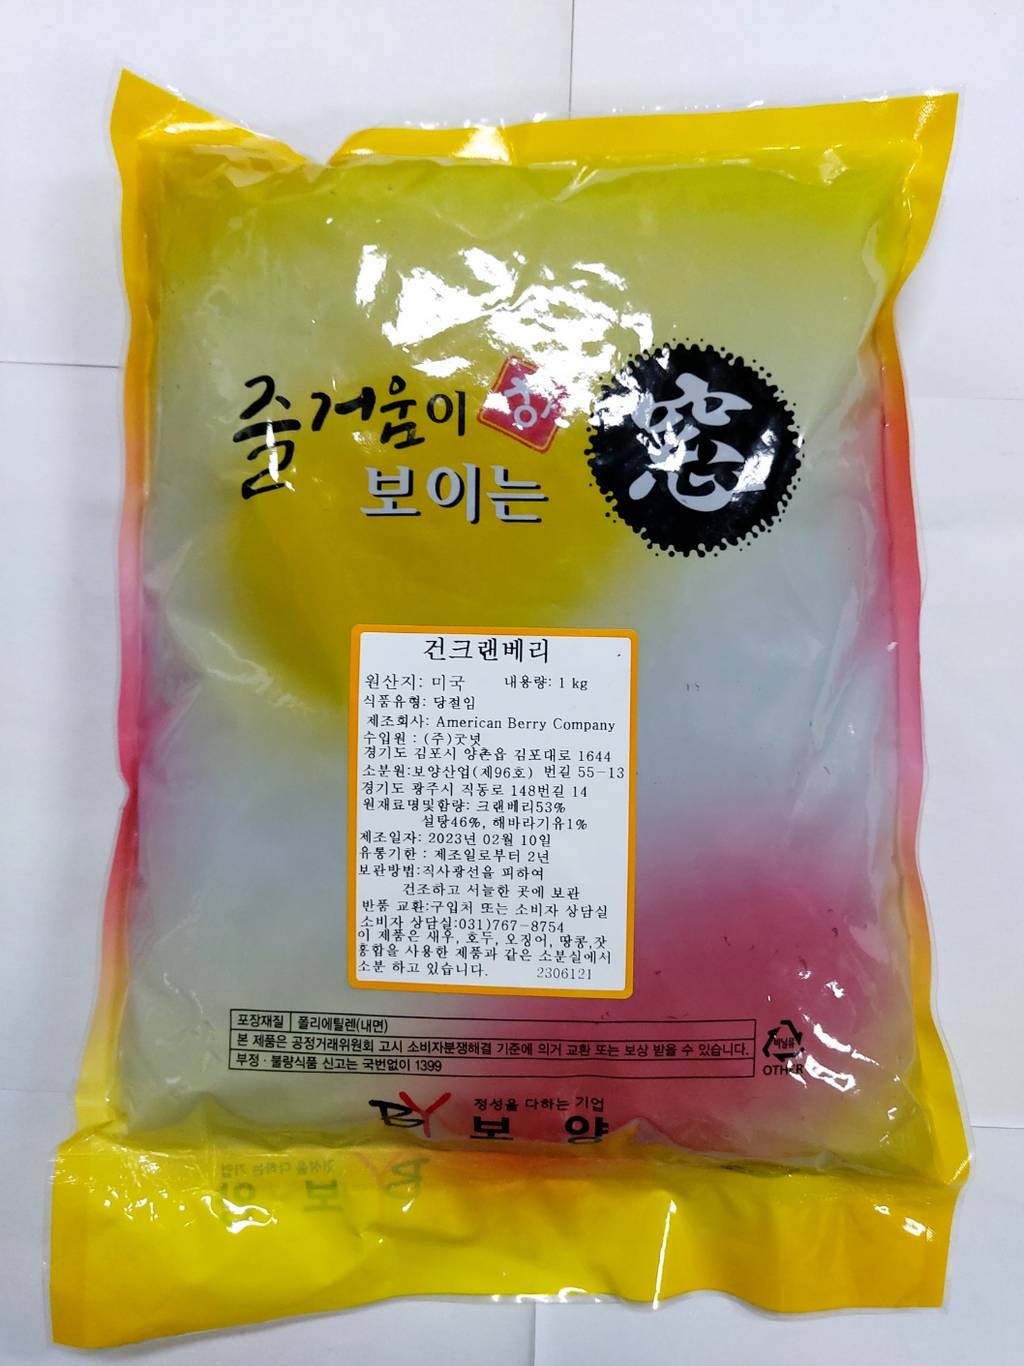 즐거움이
보이는
창
窓
건크랜베리
원산지: 미국 내용량: 1 kg
식품유형: 당절임
제조회사: American Berry Company
수입원 : (주)굿넛
경기도 김포시 양촌읍 김포대로 1644
소분원:보양산업(제96호) 번길 55-13
경기도 광주시 직동로 148번길 14
원재료명및함량: 크랜베리53%
설탕46%, 해바라기유1%
제조일자: 2023년 02월 10일
유통기한 : 제조일로부터 2년
보관방법:직사광선을 피하여
건조하고 서늘한 곳에 보관
반품 교환:구입처 또는 소비자 상담실
소비자 상담실:031)767-8754
이 제품은 새우, 호두, 오징어, 땅콩,잣
홍합을 사용한 제품과 같은 소분실에서
소분 하고 있습니다. 2306121
포장재질 폴리에틸렌(내면)
본 제품은 공정거래위원회 고시 소비자분쟁해결 기준에 의거 교환 또는 보상 받을 수 있습니다.
부정·불량식품 신고는 국번없이 1399
비닐류
OTHER
BY 정성을 다하는 기업
보 양